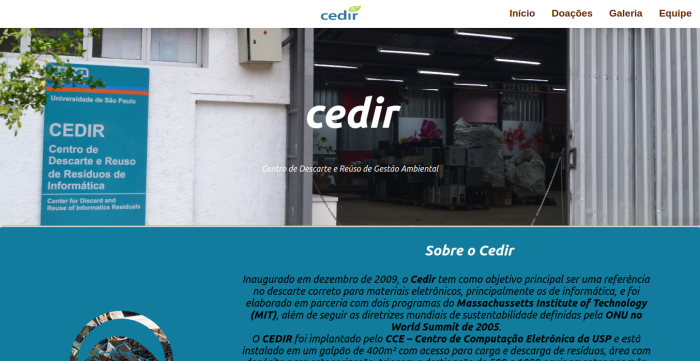 cedir
Início Doações Galeria Equipe
Universidade de São Paulo
CEDIR
Centro de
Descarte e Reuso
de Resíduos de
Informática
Center for Discard and
Reuse of Informatics Residuals
cedir
Centro de Descarte e Reúso de Gestão Ambiental
Sobre o Cedir
Inaugurado em dezembro de 2009, o Cedir tem como objetivo principal ser uma referência
no descarte correto para materiais eletrônicos, principalmente os de informática, e foi
elaborado em parceria com dois programas do Massachussetts Institute of Technology
(MIT), além de seguir as diretrizes mundiais de sustentabilidade definidas pela ONU no
World Summit de 2005.
O CEDIR foi implantado pelo CCE – Centro de Computação Eletrônica da USP e está
instalado em um galpão de 400m² com acesso para carga e descarga de resíduos, área com